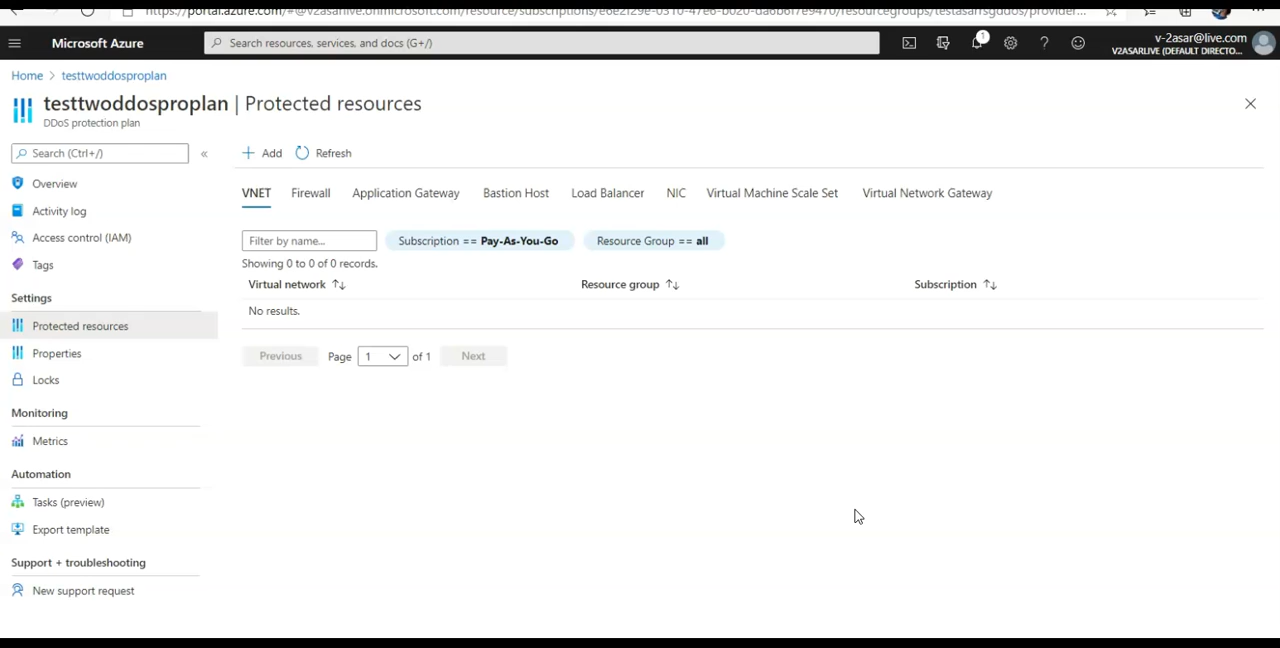 Microsoft Azure
Search resources, services, and docs (G+/)
1
v-2asar@live.com
V2ASARLIVE (DEFAULT DIRECTO...
Home > testtwoddosproplan
testtwoddosproplan | Protected resources
DDoS protection plan
Search (Ctrl+/)
«
Add
Refresh
Overview
Activity log
Access control (IAM)
Tags
Settings
Protected resources
Properties
Locks
Monitoring
Metrics
Automation
Tasks (preview)
Export template
Support + troubleshooting
New support request
VNET
Firewall
Application Gateway
Bastion Host
Load Balancer
NIC
Virtual Machine Scale Set
Virtual Network Gateway
Filter by name...
Subscription == Pay-As-You-Go
Resource Group == all
Showing 0 to 0 of 0 records.
Virtual network ↑↓
Resource group ↑↓
Subscription ↑↓
No results.
Previous
Page 1 of 1
Next